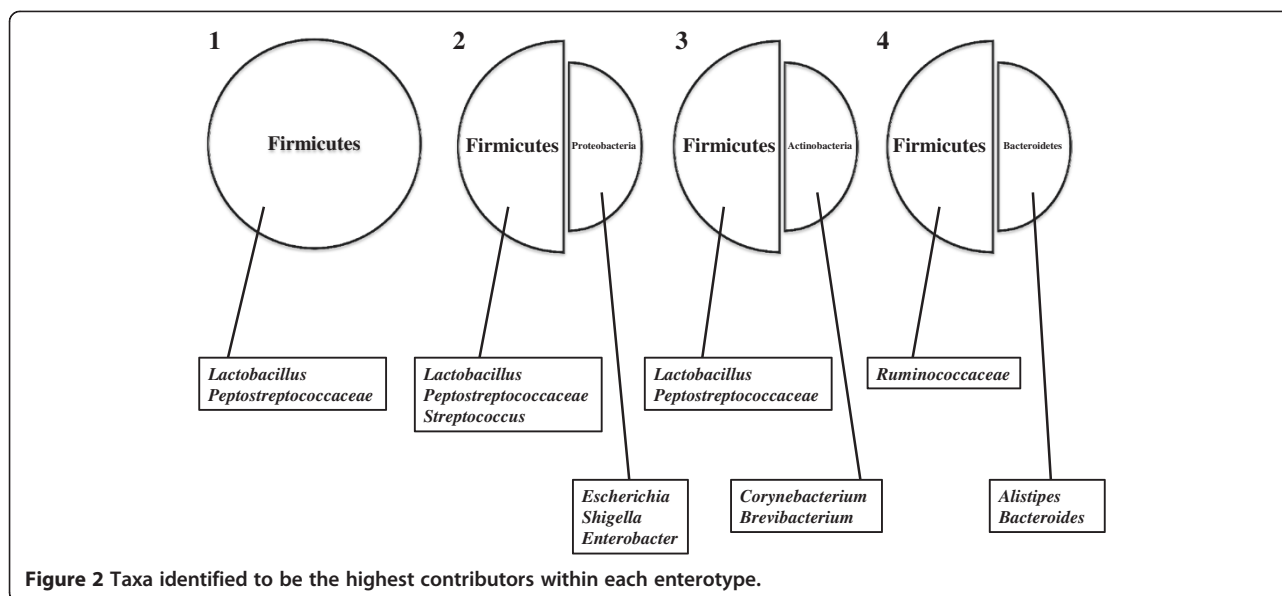 1
2
3
4
Firmicutes
Firmicutes
Proteobacteria
Firmicutes
Actinobacteria
Firmicutes
Bacteroidetes
Lactobacillus
Peptostreptococcaceae
Lactobacillus
Peptostreptococcaceae
Streptococcus
Lactobacillus
Peptostreptococcaceae
Ruminococcaceae
Escherichia
Shigella
Enterobacter
Corynebacterium
Brevibacterium
Alistipes
Bacteroides
Figure 2 Taxa identified to be the highest contributors within each enterotype.